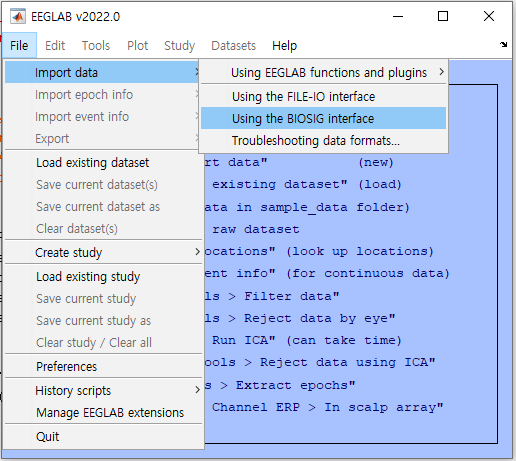 EEGLAB v2022.0
File Edit Tools Plot Study Datasets Help
Import data
Import epoch info
Import event info
Export
Load existing dataset
Save current dataset(s)
Save current dataset as
Clear dataset(s)
Create study
Load existing study
Save current study
Save current study as
Clear study / Clear all
Preferences
History scripts
Manage EEGLAB extensions
Quit
Using EEGLAB functions and plugins
Using the FILE-IO interface
Using the BIOSIG interface
Troubleshooting data formats...
rt data" (new)
existing dataset" (load)
ata in sample_data folder)
raw dataset
ocations" (look up locations)
ent info" (for continuous data)
ls > Filter data"
ls > Reject data by eye"
Run ICA" (can take time)
ools > Reject data using ICA"
s > Extract epochs"
Channel ERP > In scalp array"